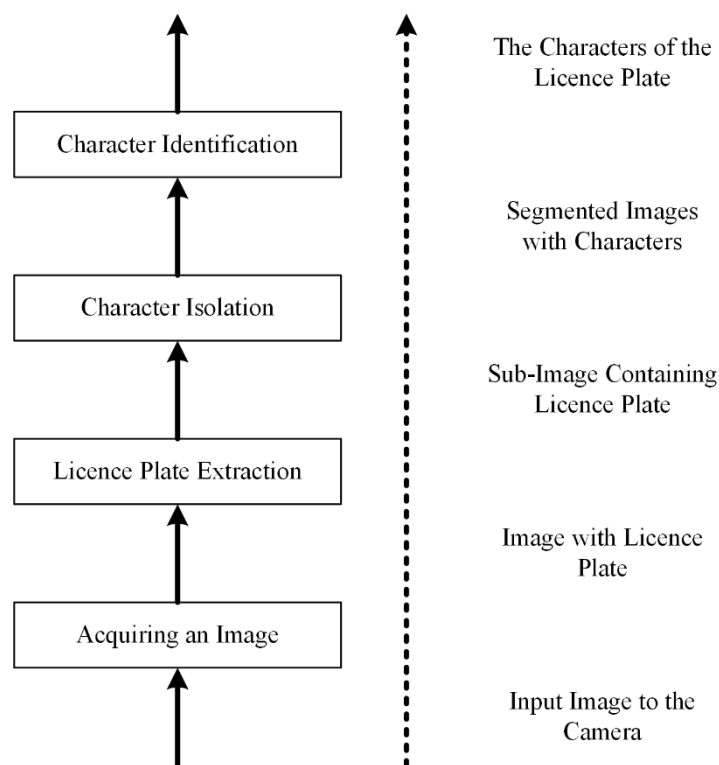 The Characters of the
Licence Plate
Character Identification
Segmented Images
with Characters
Character Isolation
Sub-Image Containing
Licence Plate
Licence Plate Extraction
Image with Licence
Plate
Acquiring an Image
Input Image to the
Camera